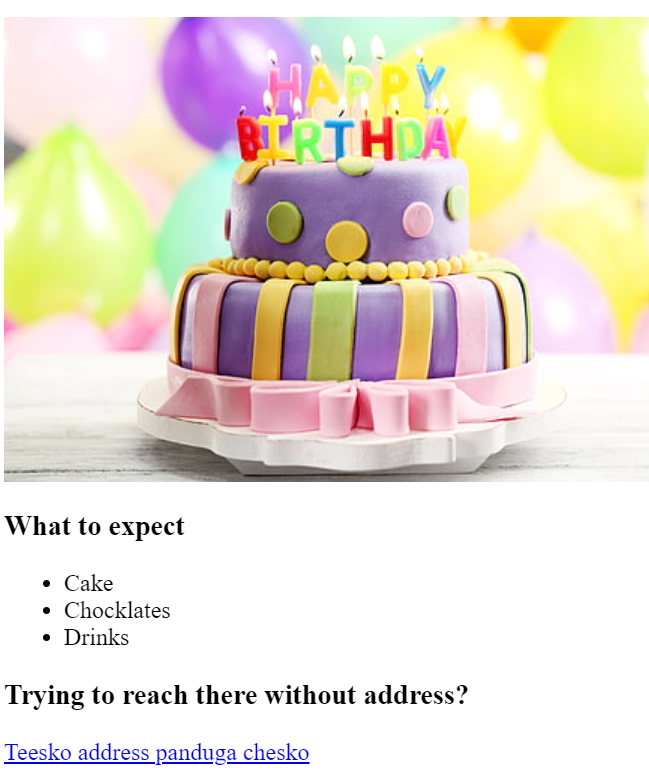 HAPPY
BIRTHDAY
What to expect
Cake
Chocklates
Drinks
Trying to reach there without address?
Teesko address panduga chesko